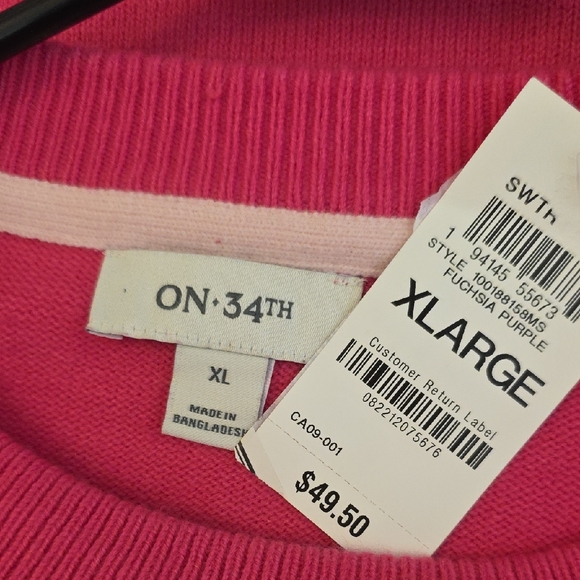 ON·34TH
XL
MADE IN
BANGLADESH
SWTh
1 94145 55673
STYLE 100188158MS
FUCHSIA PURPLE
XLARGE
Customer Return Label
082212075676
CA09-001
$49.50